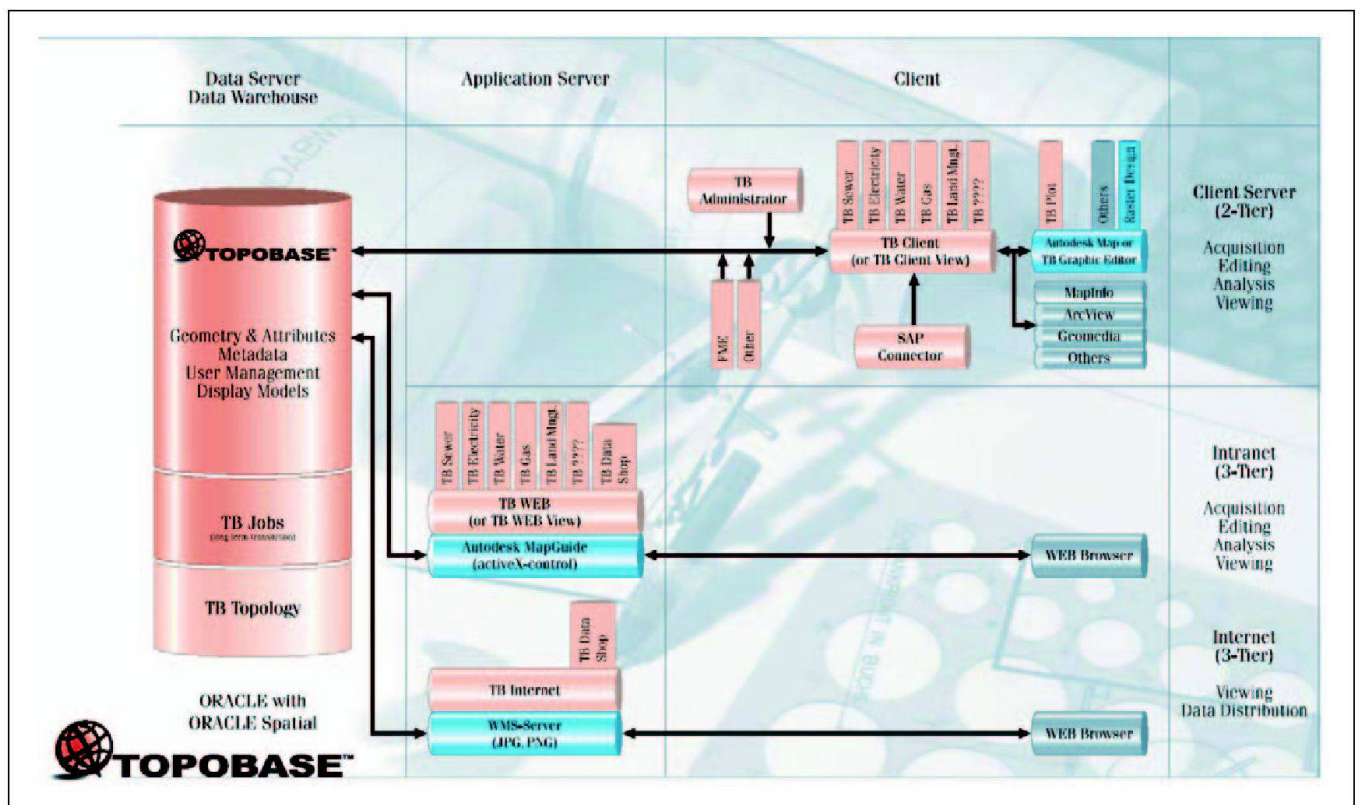 Data Server
Data Warehouse
Application Server
Client
TOPOBASE™
Geometry & Attributes
Metadata
User Management
Display Models
TB Jobs
(long term transaction)
TB Topology
ORACLE with
ORACLE Spatial
TOPOBASE™
TB
Administrator
TB Sewer
TB Electricity
TB Water
TB Gas
TB Land Mngt.
TB ????
TB Client
(or TB Client View)
TB Plot
Others
Raster Design
Autodesk Map or
TB Graphic Editor
MapInfo
ArcView
Geomedia
Others
FME
Other
SAP
Connector
Client Server
(2-Tier)
Acquisition
Editing
Analysis
Viewing
TB Sewer
TB Electricity
TB Water
TB Gas
TB Land Mngt.
TB ????
TB Data
Shop
TB WEB
(or TB WEB View)
Autodesk MapGuide
(activeX-control)
WEB Browser
Intranet
(3-Tier)
Acquisition
Editing
Analysis
Viewing
TB Data
Shop
TB Internet
WMS-Server
(JPG, PNG)
WEB Browser
Internet
(3-Tier)
Viewing
Data Distribution